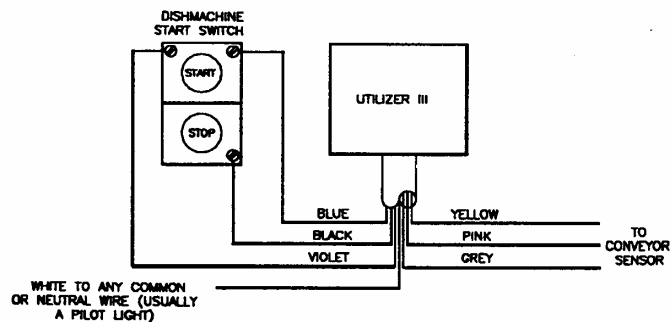 DISHMACHINE
START SWITCH
START
STOP
UTILIZER III
BLUE
BLACK
VIOLET
YELLOW
PINK
GREY
TO
CONVEYOR
SENSOR
WHITE TO ANY COMMON
OR NEUTRAL WIRE (USUALLY
A PILOT LIGHT)